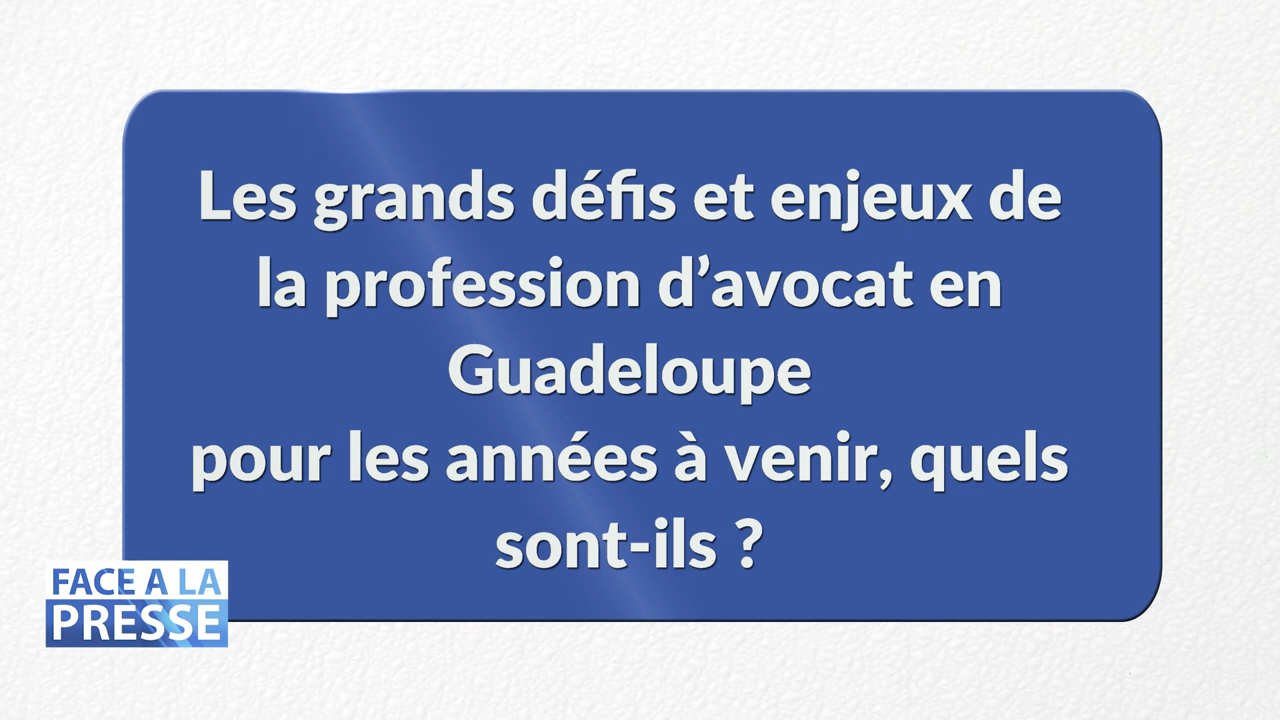 Les grands défis et enjeux de
la profession d’avocat en
Guadeloupe
pour les années à venir, quels
sont-ils ?
FACE A LA
PRESSE